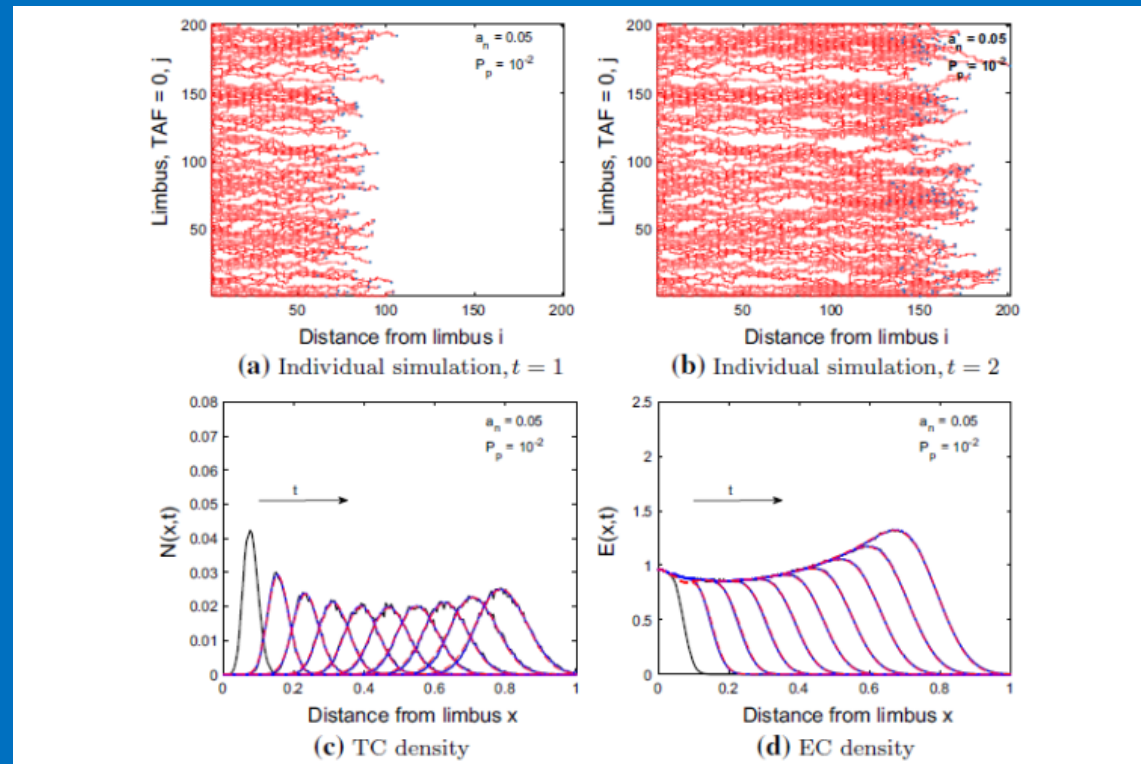 Limbus, TAF = 0, j
200
150
100
50
a_n = 0.05
P_p = 10^-2
50
100
150
200
Distance from limbus i
(a) Individual simulation, t = 1
Limbus, TAF = 0, j
200
150
100
50
a_n = 0.05
P_p = 10^-2
50
100
150
200
Distance from limbus i
(b) Individual simulation, t = 2
N(x,t)
0.08
0.07
0.06
0.05
0.04
0.03
0.02
0.01
0
a_n = 0.05
P_p = 10^-2
t
0
0.2
0.4
0.6
0.8
1
Distance from limbus x
(c) TC density
E(x,t)
2.5
2
1.5
1
0.5
0
a_n = 0.05
P_p = 10^-2
t
0
0.2
0.4
0.6
0.8
1
Distance from limbus x
(d) EC density